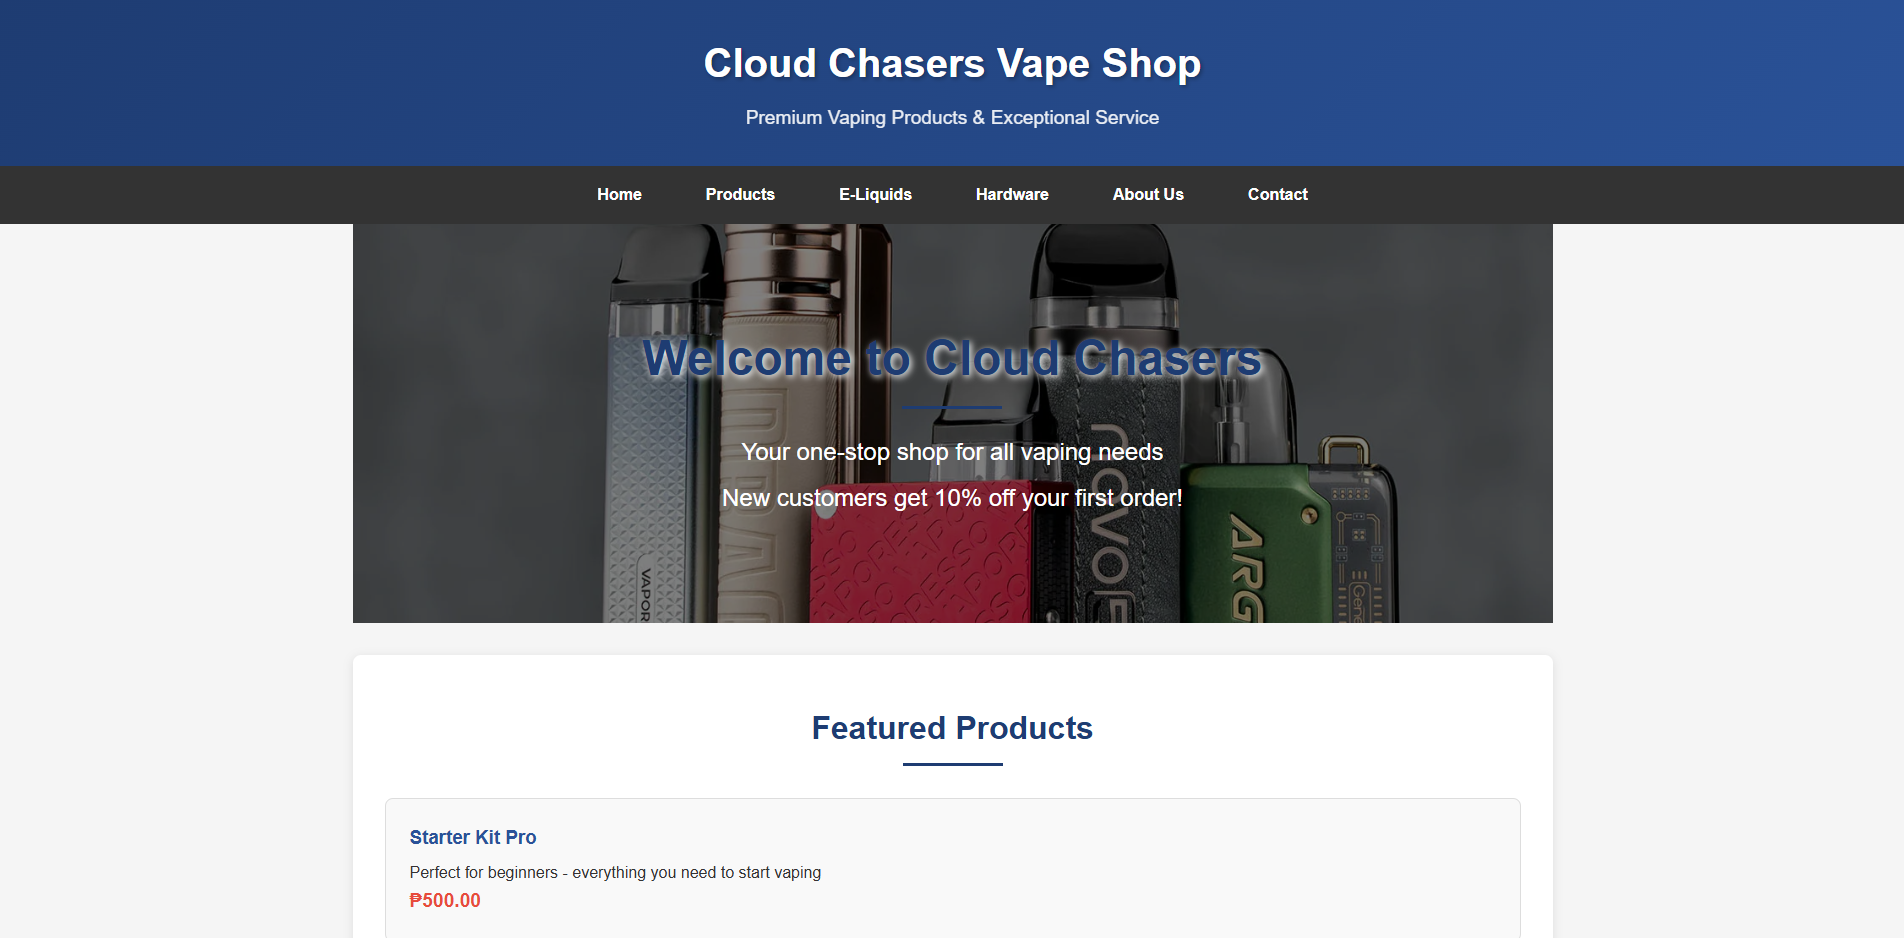 Cloud Chasers Vape Shop
Premium Vaping Products & Exceptional Service
Home Products E-Liquids Hardware About Us Contact
Welcome to Cloud Chasers
Your one-stop shop for all vaping needs
New customers get 10% off your first order!
VAPOR
novo
ARG
Gene
Featured Products
Starter Kit Pro
Perfect for beginners - everything you need to start vaping
₱500.00